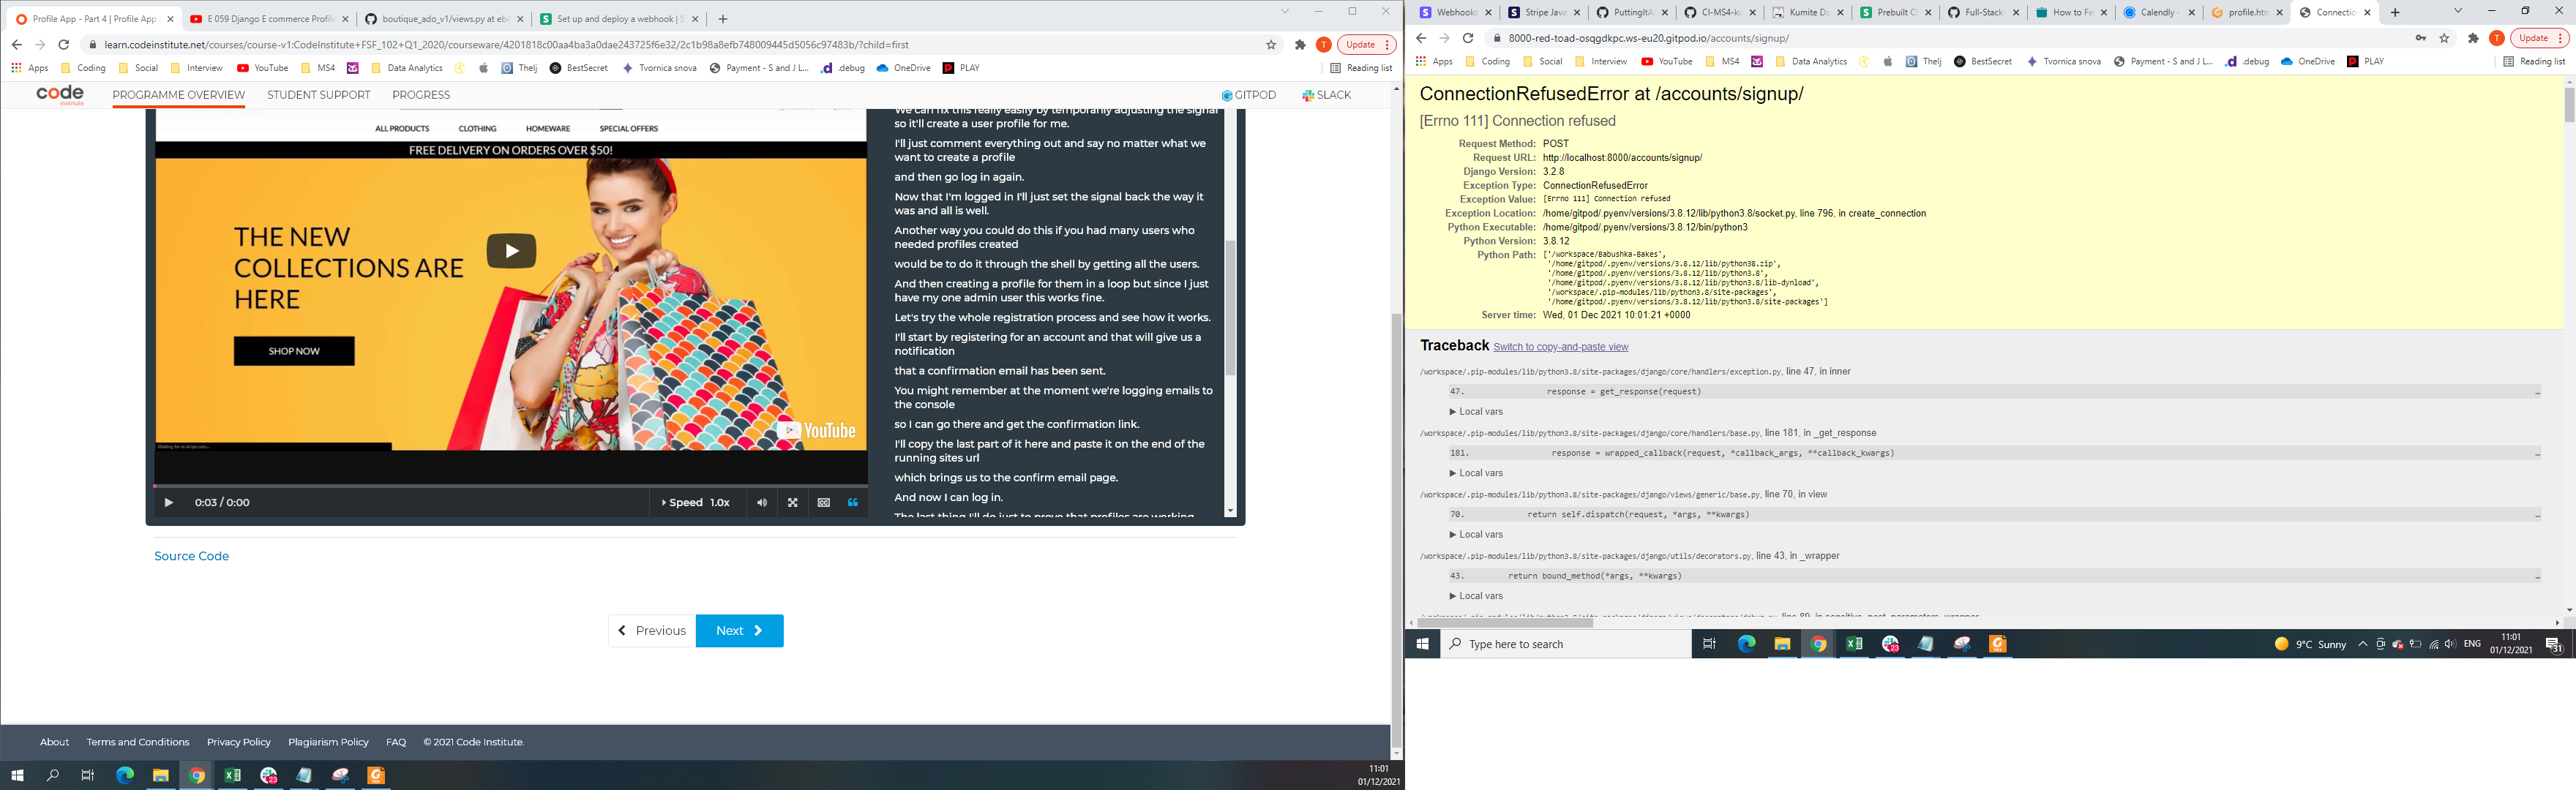 Profile App - Part 4 | Profile App
E 059 Django E commerce Profile
boutique_ado_v1/views.py at eb4
Set up and deploy a webhook | S
learn.codeinstitute.net/courses/course-v1:CodeInstitute+FSF_102+Q1_2020/courseware/4201818c00aa4ba3a0dae243725f6e32/2c1b98a8efb748009445d5056c97483b/?child=first
T
Update
Apps
Coding
Social
Interview
YouTube
MS4
Data Analytics
Thelj
BestSecret
Tvornica snova
Payment - S and J L...
.debug
OneDrive
PLAY
Reading list
code
institute
PROGRAMME OVERVIEW
STUDENT SUPPORT
PROGRESS
GITPOD
SLACK
ALL PRODUCTS
CLOTHING
HOMEWARE
SPECIAL OFFERS
FREE DELIVERY ON ORDERS OVER $50!
THE NEW
COLLECTIONS ARE
HERE
SHOP NOW
YouTube
0:03 / 0:00
Speed 1.0x
We can fix this really easily by temporarily adjusting the signal
so it'll create a user profile for me.
I'll just comment everything out and say no matter what we
want to create a profile
and then go log in again.
Now that I'm logged in I'll just set the signal back the way it
was and all is well.
Another way you could do this if you had many users who
needed profiles created
would be to do it through the shell by getting all the users.
And then creating a profile for them in a loop but since I just
have my one admin user this works fine.
Let's try the whole registration process and see how it works.
I'll start by registering for an account and that will give us a
notification
that a confirmation email has been sent.
You might remember at the moment we're logging emails to
the console
so I can go there and get the confirmation link.
I'll copy the last part of it here and paste it on the end of the
running sites url
which brings us to the confirm email page.
And now I can log in.
The last thing I'll do just to prove that profiles are working
Source Code
Previous
Next
About
Terms and Conditions
Privacy Policy
Plagiarism Policy
FAQ
© 2021 Code Institute.
11:01
01/12/2021
Webhooks
Stripe Java
PuttingItA
CI-MS4-ku
Kumite Do
Prebuilt C
Full-Stack
How to Fe
Calendly -
profile.htm
Connectio
8000-red-toad-osqgdkpc.ws-eu20.gitpod.io/accounts/signup/
T
Update
Apps
Coding
Social
Interview
YouTube
MS4
Data Analytics
Thelj
BestSecret
Tvornica snova
Payment - S and J L...
.debug
OneDrive
PLAY
Reading list
ConnectionRefusedError at /accounts/signup/
[Errno 111] Connection refused
Request Method: POST
Request URL: http://localhost:8000/accounts/signup/
Django Version: 3.2.8
Exception Type: ConnectionRefusedError
Exception Value: [Errno 111] Connection refused
Exception Location: /home/gitpod/.pyenv/versions/3.8.12/lib/python3.8/socket.py, line 796, in create_connection
Python Executable: /home/gitpod/.pyenv/versions/3.8.12/bin/python3
Python Version: 3.8.12
Python Path: ['/workspace/Babushka-Bakes',
'/home/gitpod/.pyenv/versions/3.8.12/lib/python38.zip',
'/home/gitpod/.pyenv/versions/3.8.12/lib/python3.8',
'/home/gitpod/.pyenv/versions/3.8.12/lib/python3.8/lib-dynload',
'/workspace/.pip-modules/lib/python3.8/site-packages',
'/home/gitpod/.pyenv/versions/3.8.12/lib/python3.8/site-packages']
Server time: Wed, 01 Dec 2021 10:01:21 +0000
Traceback Switch to copy-and-paste view
/workspace/.pip-modules/lib/python3.8/site-packages/django/core/handlers/exception.py, line 47, in inner
47. response = get_response(request)
…
Local vars
/workspace/.pip-modules/lib/python3.8/site-packages/django/core/handlers/base.py, line 181, in _get_response
181. response = wrapped_callback(request, *callback_args, **callback_kwargs)
…
Local vars
/workspace/.pip-modules/lib/python3.8/site-packages/django/views/generic/base.py, line 70, in view
70. return self.dispatch(request, *args, **kwargs)
…
Local vars
/workspace/.pip-modules/lib/python3.8/site-packages/django/utils/decorators.py, line 43, in _wrapper
43. return bound_method(*args, **kwargs)
…
Local vars
Type here to search
9°C Sunny
ENG
11:01
01/12/2021
31